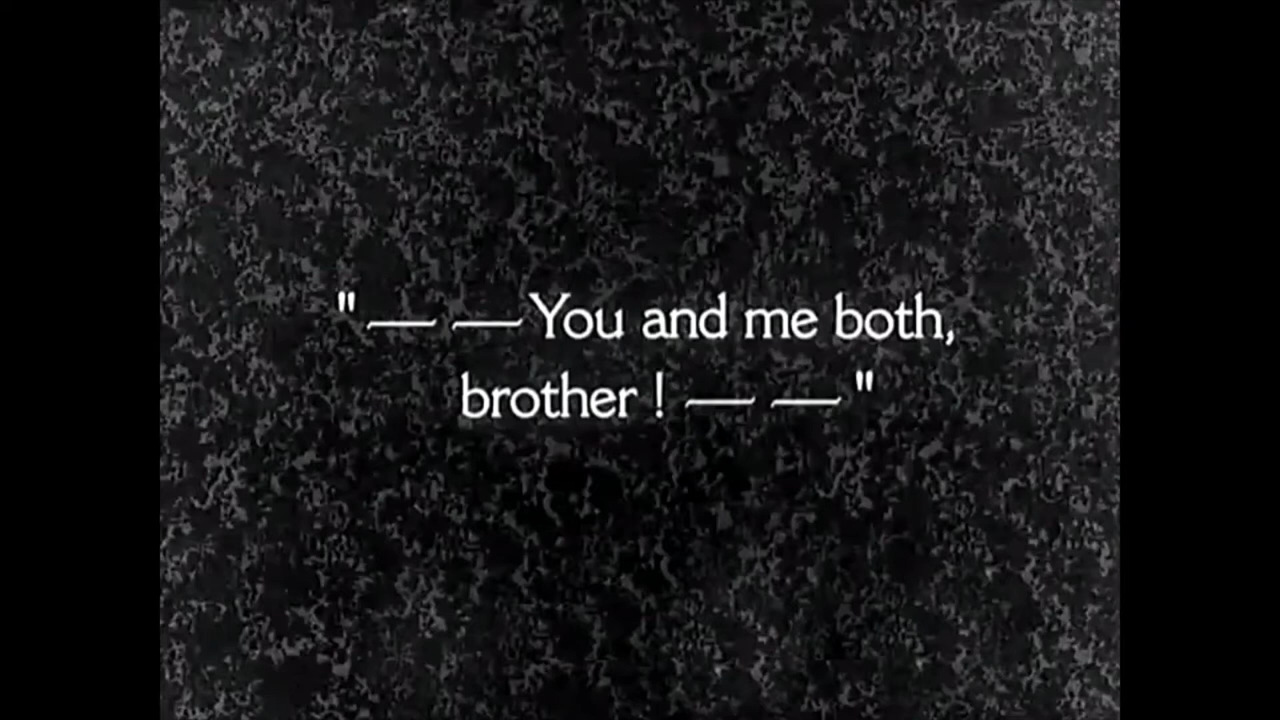 "— —You and me both,
brother ! — —"